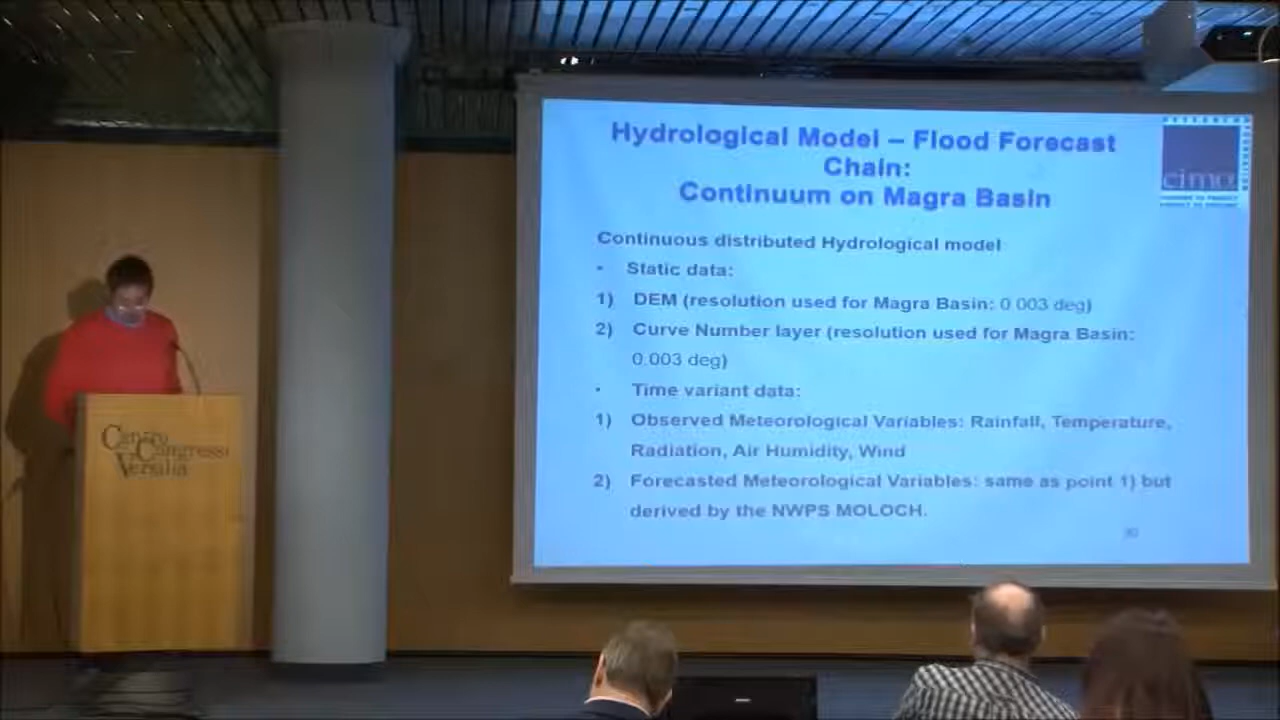 Hydrological Model – Flood Forecast
Chain:
Continuum on Magra Basin
cima
Continuous distributed Hydrological model
• Static data:
1) DEM (resolution used for Magra Basin: 0.003 deg)
2) Curve Number layer (resolution used for Magra Basin:
0.003 deg)
• Time variant data:
1) Observed Meteorological Variables: Rainfall, Temperature,
Radiation, Air Humidity, Wind
2) Forecasted Meteorological Variables: same as point 1) but
derived by the NWPS MOLOCH.
Centro
Congressi
Versilia